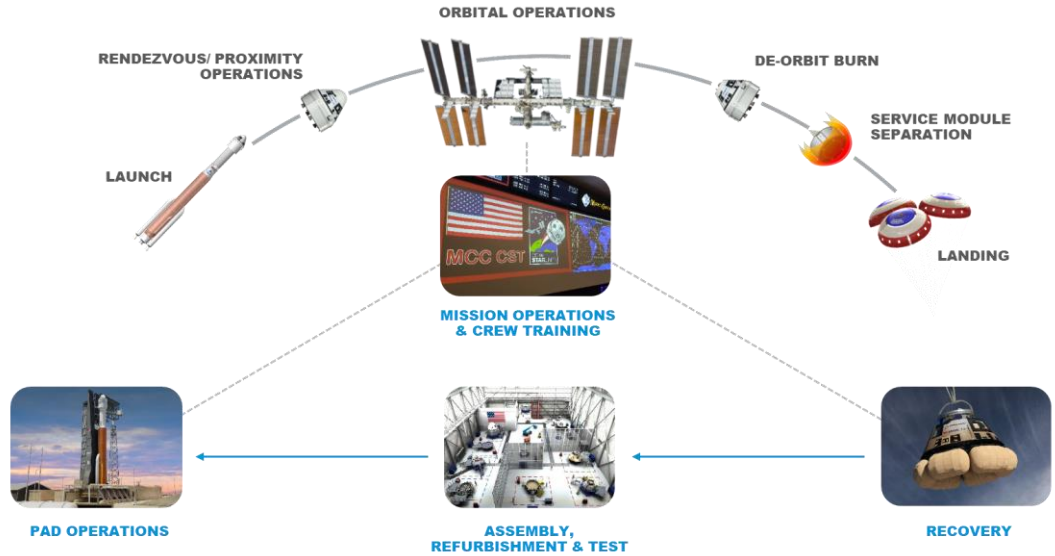 ORBITAL OPERATIONS
RENDEZVOUS/ PROXIMITY
OPERATIONS
DE-ORBIT BURN
SERVICE MODULE
SEPARATION
LAUNCH
LANDING
MCC CST
MISSION OPERATIONS
& CREW TRAINING
PAD OPERATIONS
ASSEMBLY,
REFURBISHMENT & TEST
RECOVERY